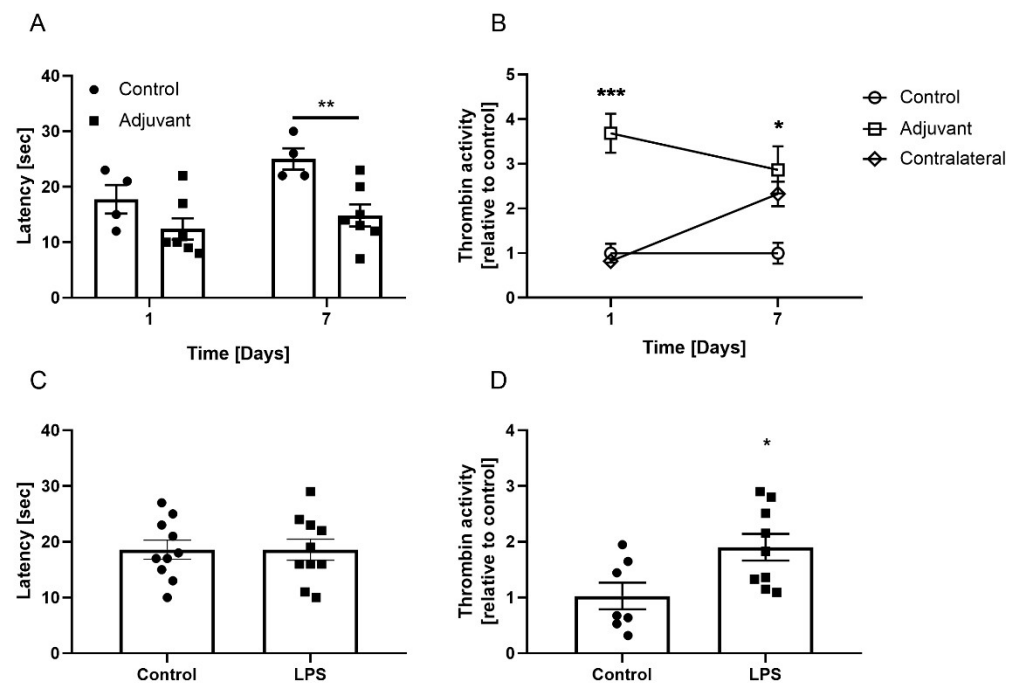 A
Latency [sec]
40
30
20
10
0
Control
Adjuvant
**
1
7
Time [Days]
B
Thrombin activity
[relative to control]
5
4
3
2
1
0
***
*
1
7
Time [Days]
Control
Adjuvant
Contralateral
C
Latency [sec]
40
30
20
10
0
Control
LPS
D
Thrombin activity
[relative to control]
4
3
2
1
0
*
Control
LPS